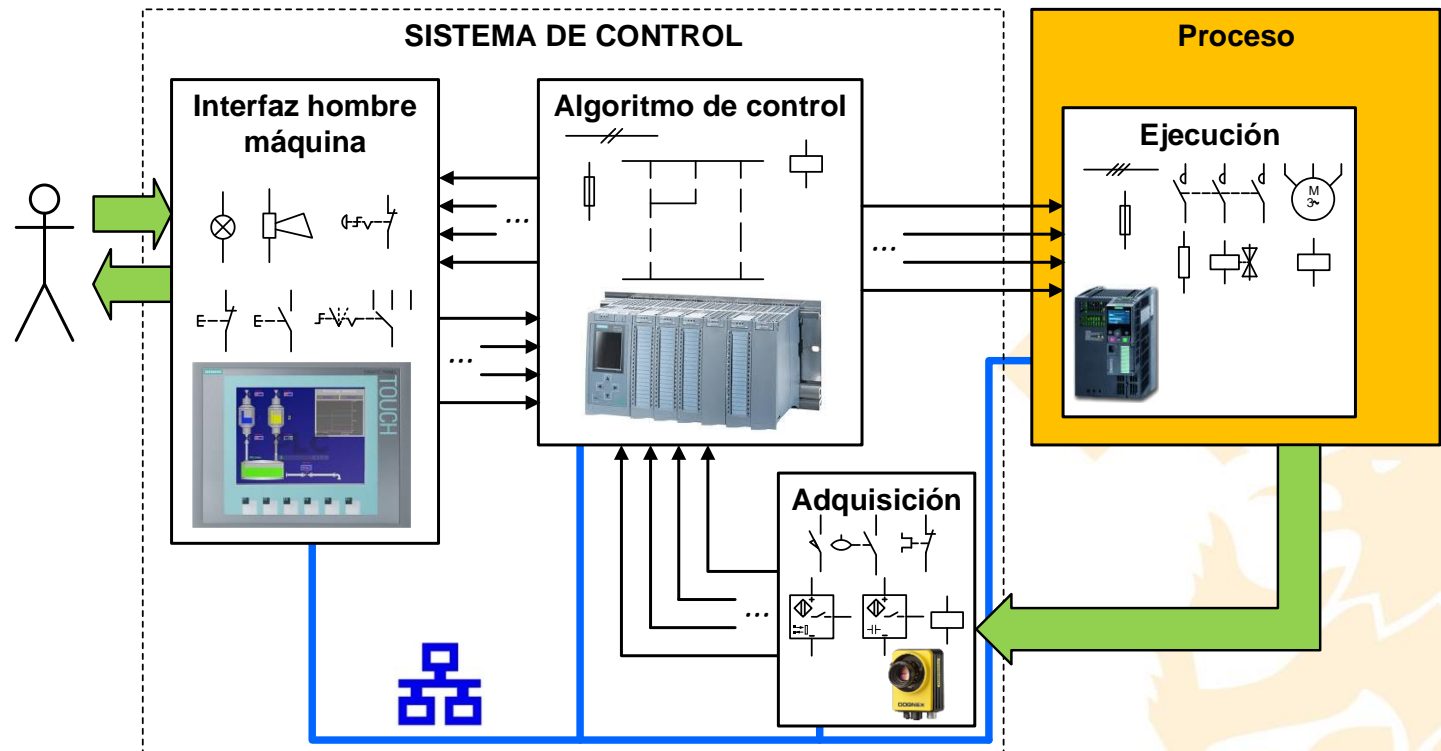 SISTEMA DE CONTROL
Proceso
Interfaz hombre
máquina
Algoritmo de control
Ejecución
M
3~
...
...
...
TOUCH
Adquisición
...
COGNEX